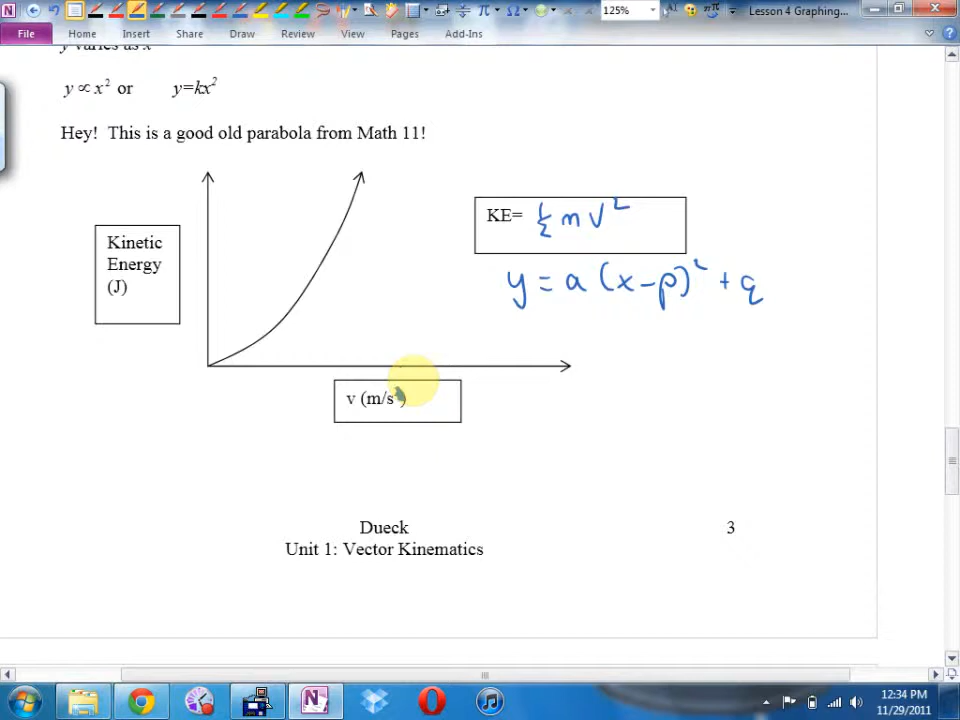 125%
Lesson 4 Graphing...
File Home Insert Share Draw Review View Pages Add-Ins
y varies as x
y ∝ x² or y=kx²
Hey! This is a good old parabola from Math 11!
Kinetic
Energy
(J)
KE= ½ m v²
y = a (x-p)² + q
v (m/s )
Dueck
3
Unit 1: Vector Kinematics
12:34 PM
11/29/2011